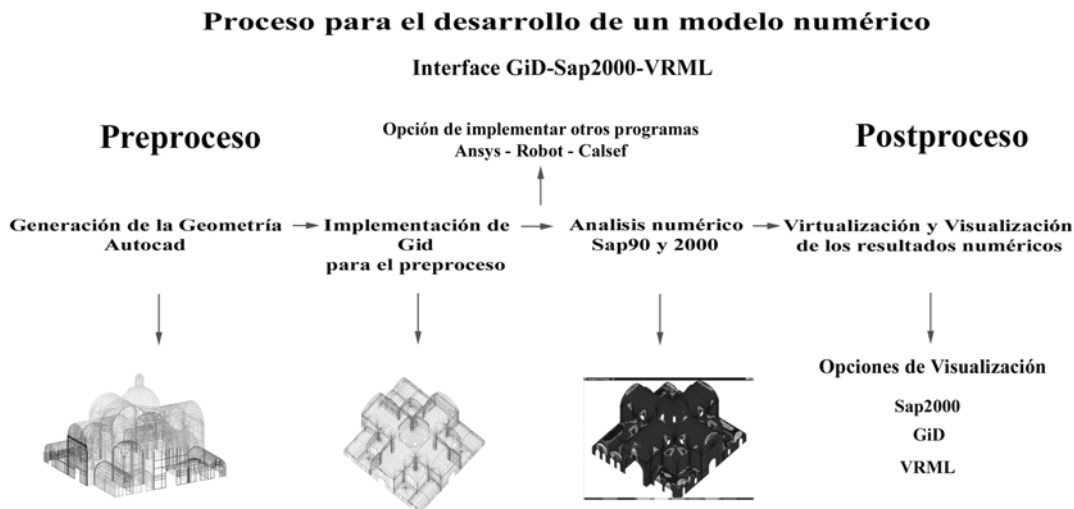 Proceso para el desarrollo de un modelo numérico
Interface GiD-Sap2000-VRML
Preproceso
Opción de implementar otros programas
Ansys - Robot - Calsef
Postproceso
Generación de la Geometría
Autocad
Implementación de
Gid
para el preproceso
Analisis numérico
Sap90 y 2000
Virtualización y Visualización
de los resultados numéricos
Opciones de Visualización
Sap2000
GiD
VRML